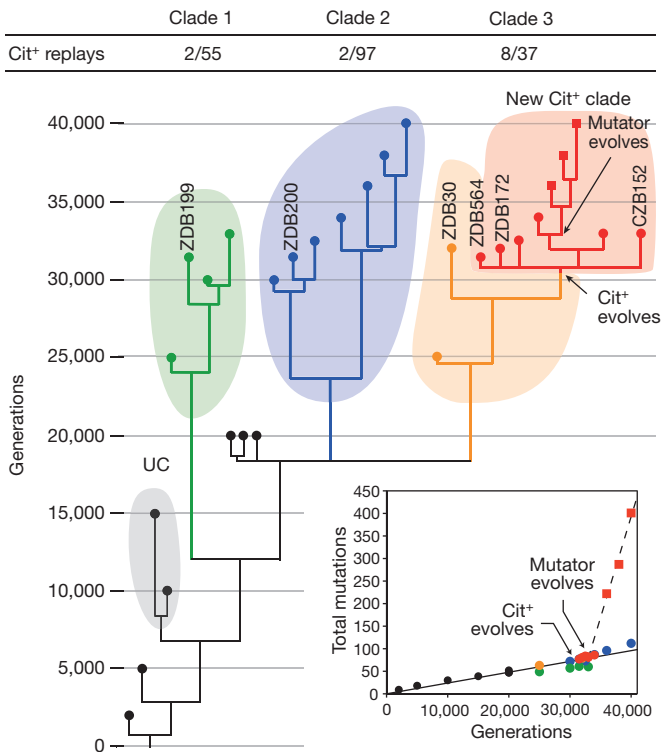 Clade 1 Clade 2 Clade 3
Cit⁺ replays 2/55 2/97 8/37
New Cit⁺ clade
Mutator
evolves
40,000
35,000
30,000
25,000
20,000
15,000
10,000
5,000
0
Generations
ZDB199
ZDB200
ZDB30
ZDB564
ZDB172
CZB152
Cit⁺
evolves
UC
450
400
350
300
250
200
150
100
50
0
Total mutations
Mutator
evolves
Cit⁺
evolves
0 10,000 20,000 30,000 40,000
Generations